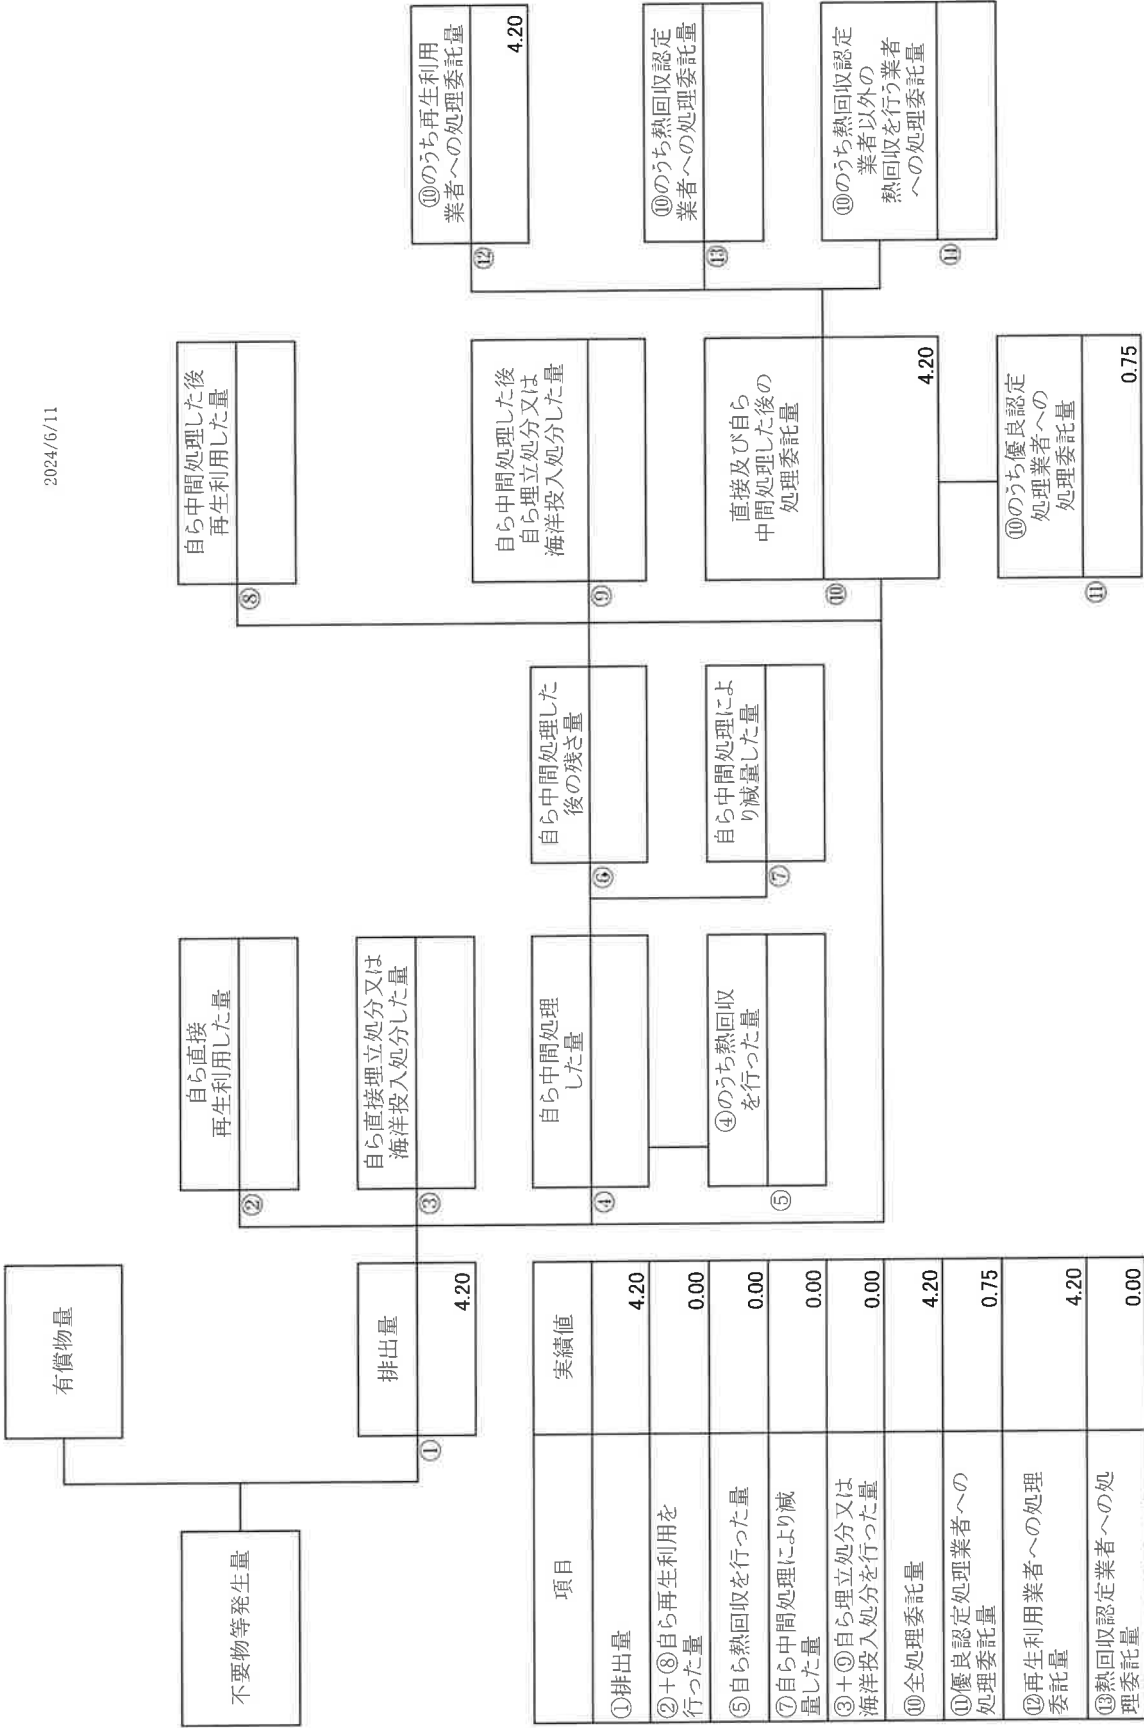 2024/6/11
不要物等発生量
有償物量
排出量
①
4.20
自ら直接
再生利用した量
②
自ら直接埋立処分又は
海洋投入処分した量
③
自ら中間処理
した量
④
④のうち熱回収
を行った量
⑤
自ら中間処理した
後の残さ量
⑥
自ら中間処理によ
り減量した量
⑦
自ら中間処理した後
再生利用した量
⑧
自ら中間処理した後
自ら埋立処分又は
海洋投入処分した量
⑨
直接及び自ら
中間処理した後の
処理委託量
⑩
4.20
⑩のうち優良認定
処理業者への
処理委託量
⑪
0.75
⑩のうち再生利用
業者への処理委託量
⑫
4.20
⑩のうち熱回収認定
業者への処理委託量
⑬
⑩のうち熱回収認定
業者以外の
熱回収を行う業者
への処理委託量
⑭
項目 実績値
①排出量 4.20
②＋⑧自ら再生利用を
行った量 0.00
⑤自ら熱回収を行った量 0.00
⑦自ら中間処理により減
量した量 0.00
③＋⑨自ら埋立処分又は
海洋投入処分を行った量 0.00
⑩全処理委託量 4.20
⑪優良認定処理業者への
処理委託量 0.75
⑫再生利用業者への処理
委託量 4.20
⑬熱回収認定業者への処
理委託量 0.00